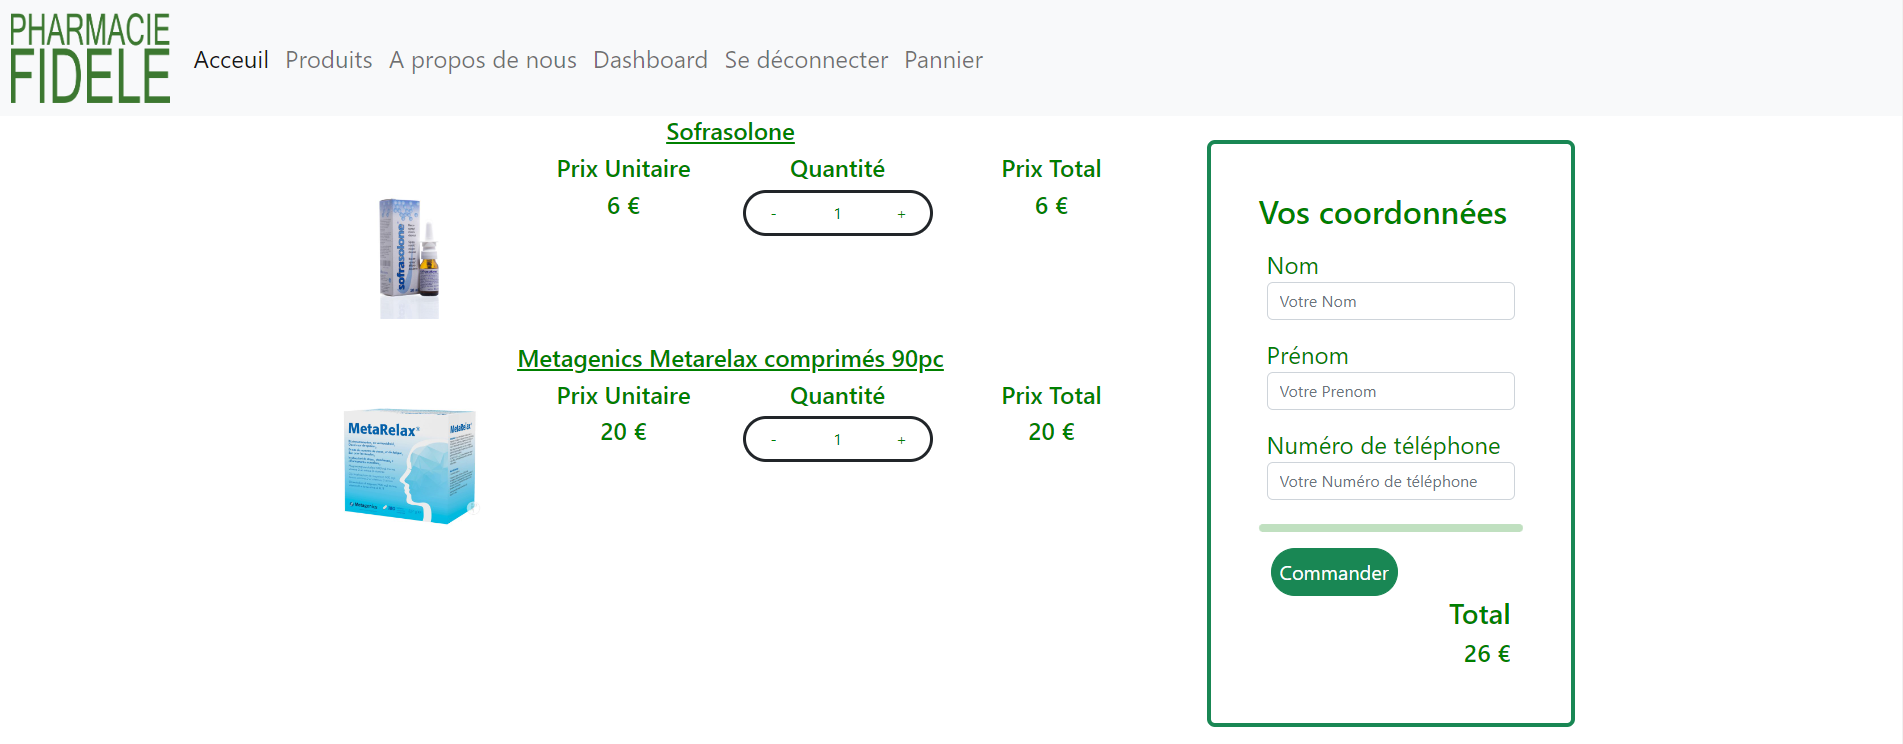 PHARMACIE
FIDELE
Acceuil Produits A propos de nous Dashboard Se déconnecter Pannier
Sofrasolone
Prix Unitaire Quantité Prix Total
6 € - 1 + 6 €
sofrasolone
Metagenics Metarelax comprimés 90pc
Prix Unitaire Quantité Prix Total
20 € - 1 + 20 €
MetaRelax®
MetaRelax
Metagenics
Vos coordonnées
Nom
Votre Nom
Prénom
Votre Prenom
Numéro de téléphone
Votre Numéro de téléphone
Commander
Total
26 €